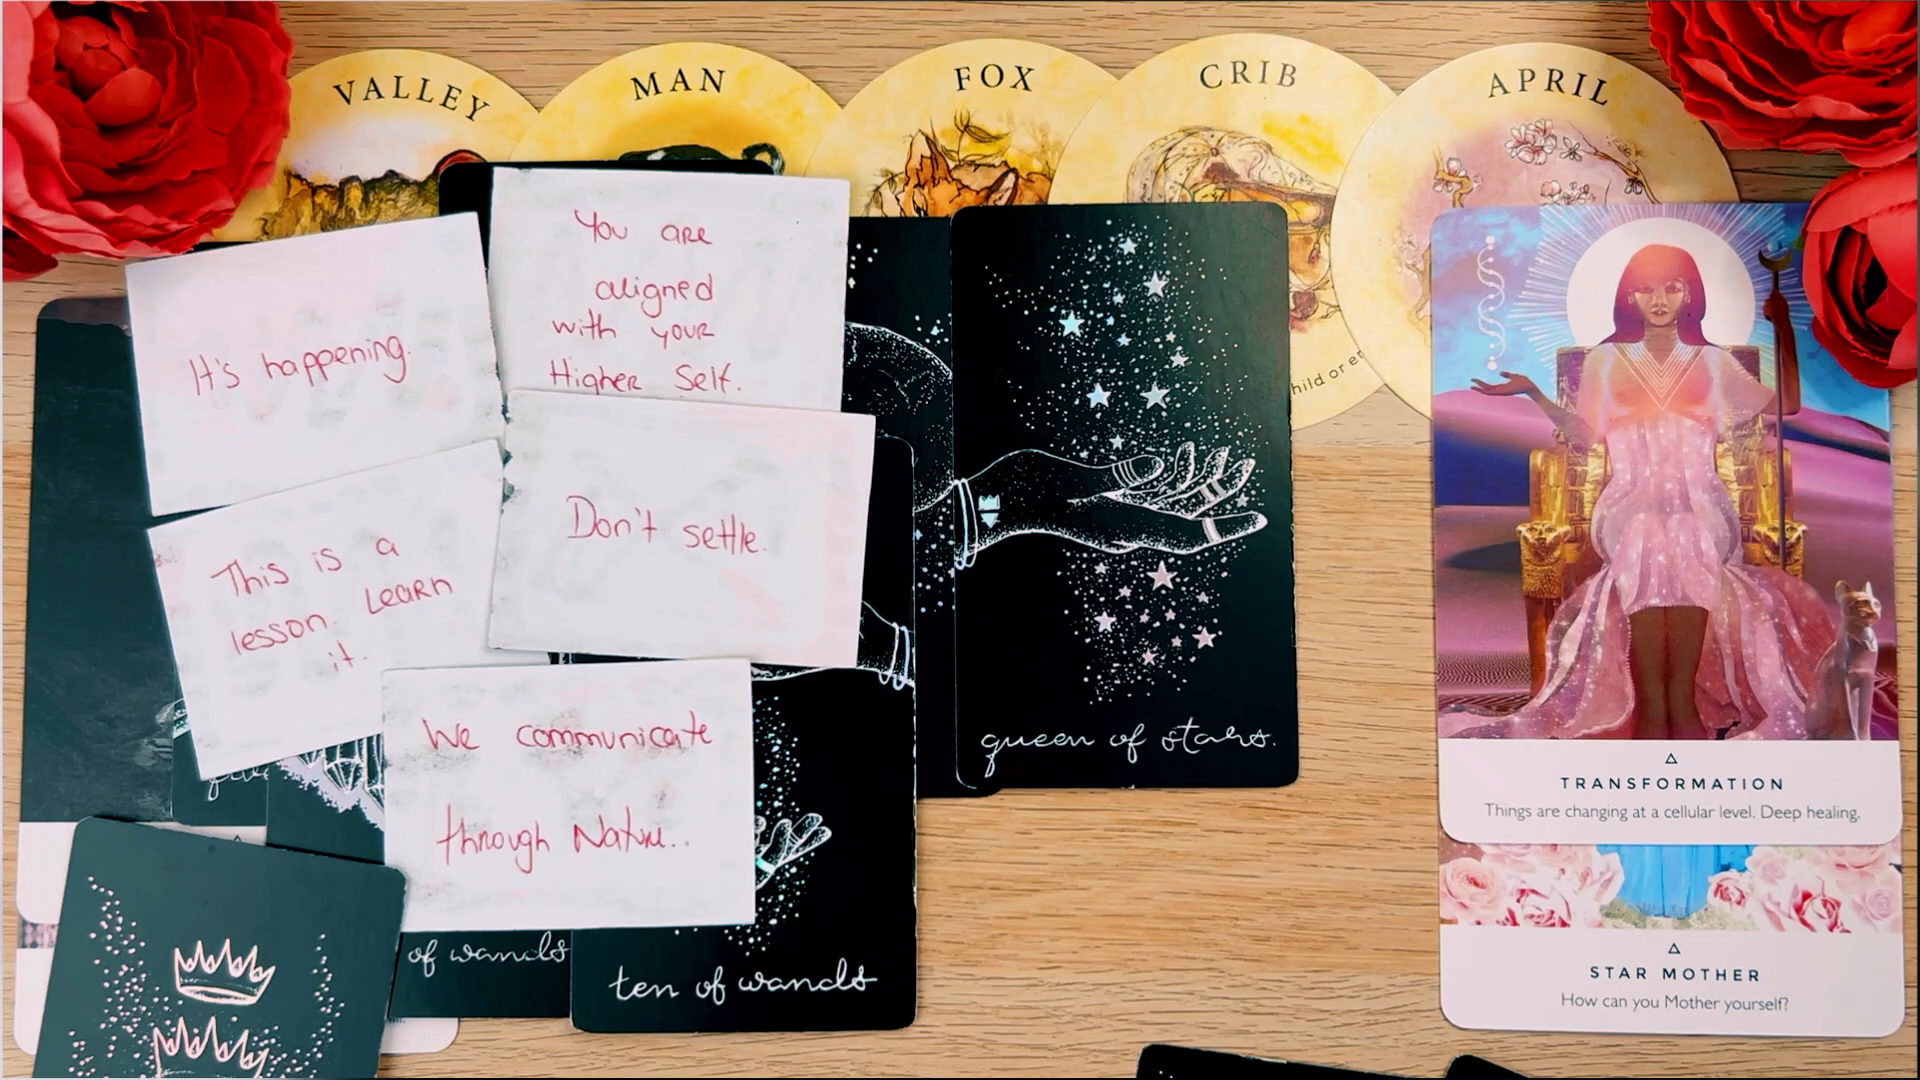 VALLEY
MAN
FOX
CRIB
APRIL
You are
aligned
with your
Higher Self.
It's happening.
Don't settle.
This is a
lesson. Learn
it.
We communicate
through Nature..
hild or e
queen of stars.
of wands
ten of wands
TRANSFORMATION
Things are changing at a cellular level. Deep healing.
STAR MOTHER
How can you Mother yourself?